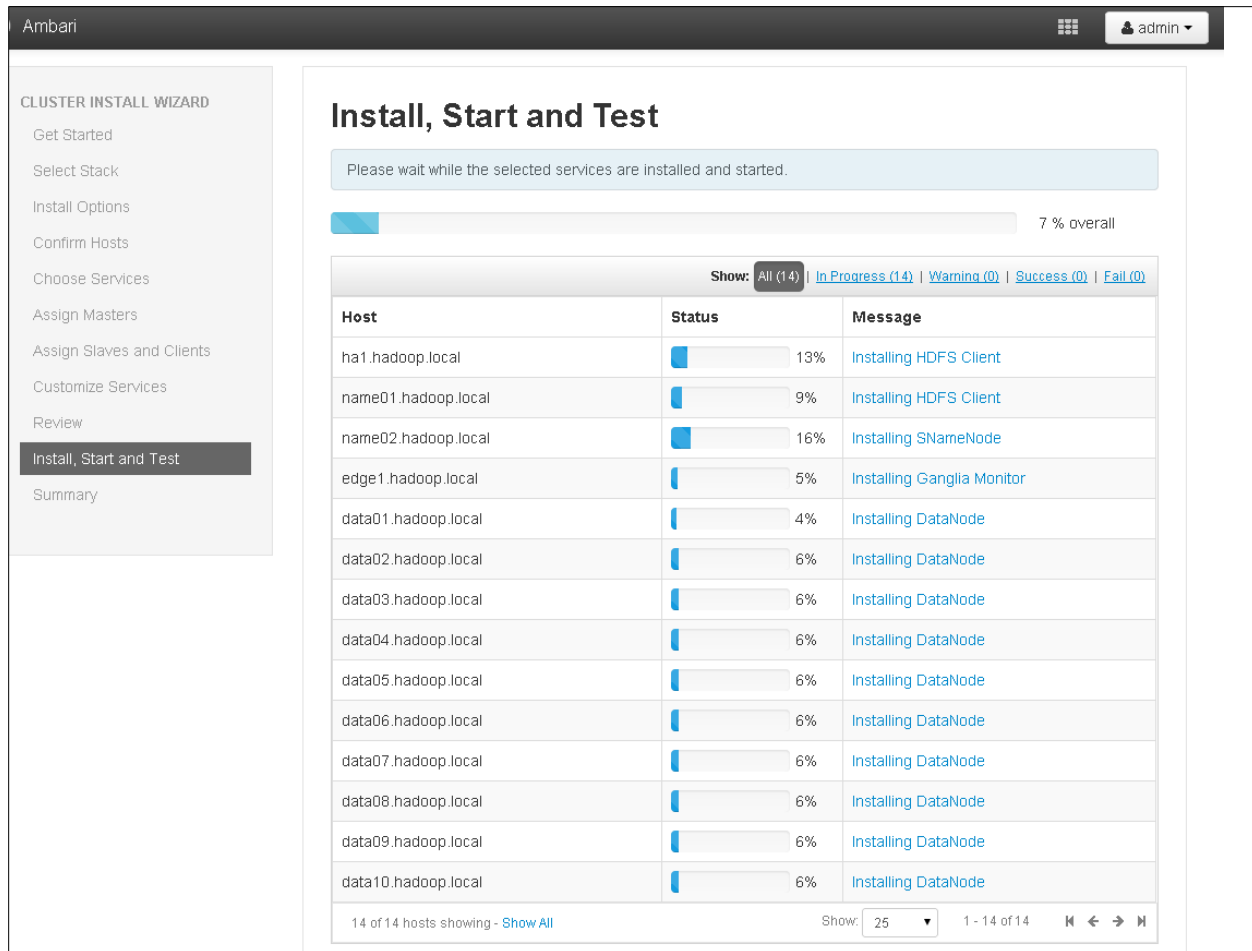 Ambari
admin
CLUSTER INSTALL WIZARD
Get Started
Select Stack
Install Options
Confirm Hosts
Choose Services
Assign Masters
Assign Slaves and Clients
Customize Services
Review
Install, Start and Test
Summary
Install, Start and Test
Please wait while the selected services are installed and started.
7 % overall
Show: All (14) | In Progress (14) | Warning (0) | Success (0) | Fail (0)
Host Status Message
ha1.hadoop.local 13% Installing HDFS Client
name01.hadoop.local 9% Installing HDFS Client
name02.hadoop.local 16% Installing SNameNode
edge1.hadoop.local 5% Installing Ganglia Monitor
data01.hadoop.local 4% Installing DataNode
data02.hadoop.local 6% Installing DataNode
data03.hadoop.local 6% Installing DataNode
data04.hadoop.local 6% Installing DataNode
data05.hadoop.local 6% Installing DataNode
data06.hadoop.local 6% Installing DataNode
data07.hadoop.local 6% Installing DataNode
data08.hadoop.local 6% Installing DataNode
data09.hadoop.local 6% Installing DataNode
data10.hadoop.local 6% Installing DataNode
14 of 14 hosts showing - Show All Show: 25 1 - 14 of 14